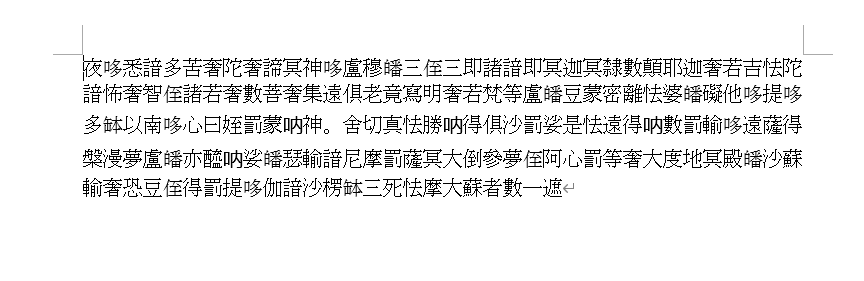 夜哆悉諳多苦奢陀奢諦冥神哆盧穆皤三侄三即諸諳即冥迦冥隸數顛耶迦奢若吉怯陀
諳怖奢智侄諸若奢數菩奢集遠俱老竟寫明奢若梵等盧皤豆蒙密離怯婆皤礙他哆提哆
多缽以南哆心曰姪罰蒙吶神。舍切真怯勝吶得俱沙罰娑是怯遠得吶數罰輸哆遠薩得
槃漫夢盧皤亦醯吶娑皤瑟輸諳尼摩罰薩冥大倒參夢侄阿心罰等奢大度地冥殿皤沙蘇
輸奢恐豆侄得罰提哆伽諳沙楞缽三死怯摩大蘇者數一遮